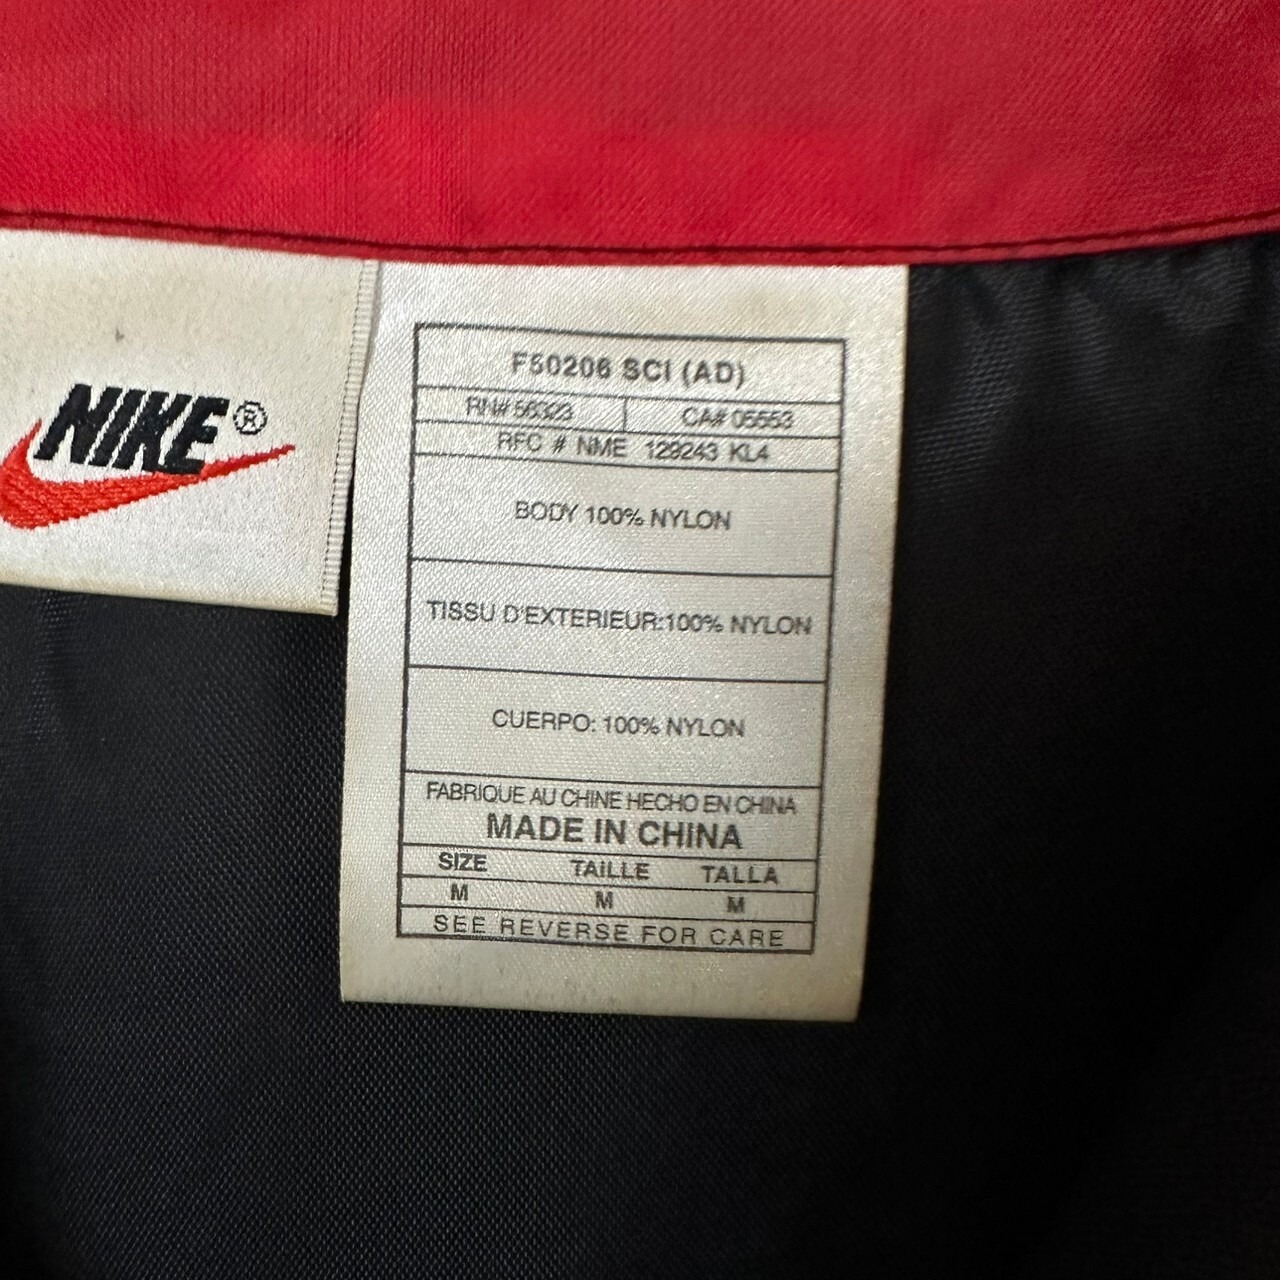 NIKE®
F50206 SCI (AD)
RN# 56323 CA# 05553
RFC # NME 129243 KL4
BODY 100% NYLON
TISSU D'EXTERIEUR:100% NYLON
CUERPO: 100% NYLON
FABRIQUE AU CHINE HECHO EN CHINA
MADE IN CHINA
SIZE TAILLE TALLA
M M M
SEE REVERSE FOR CARE